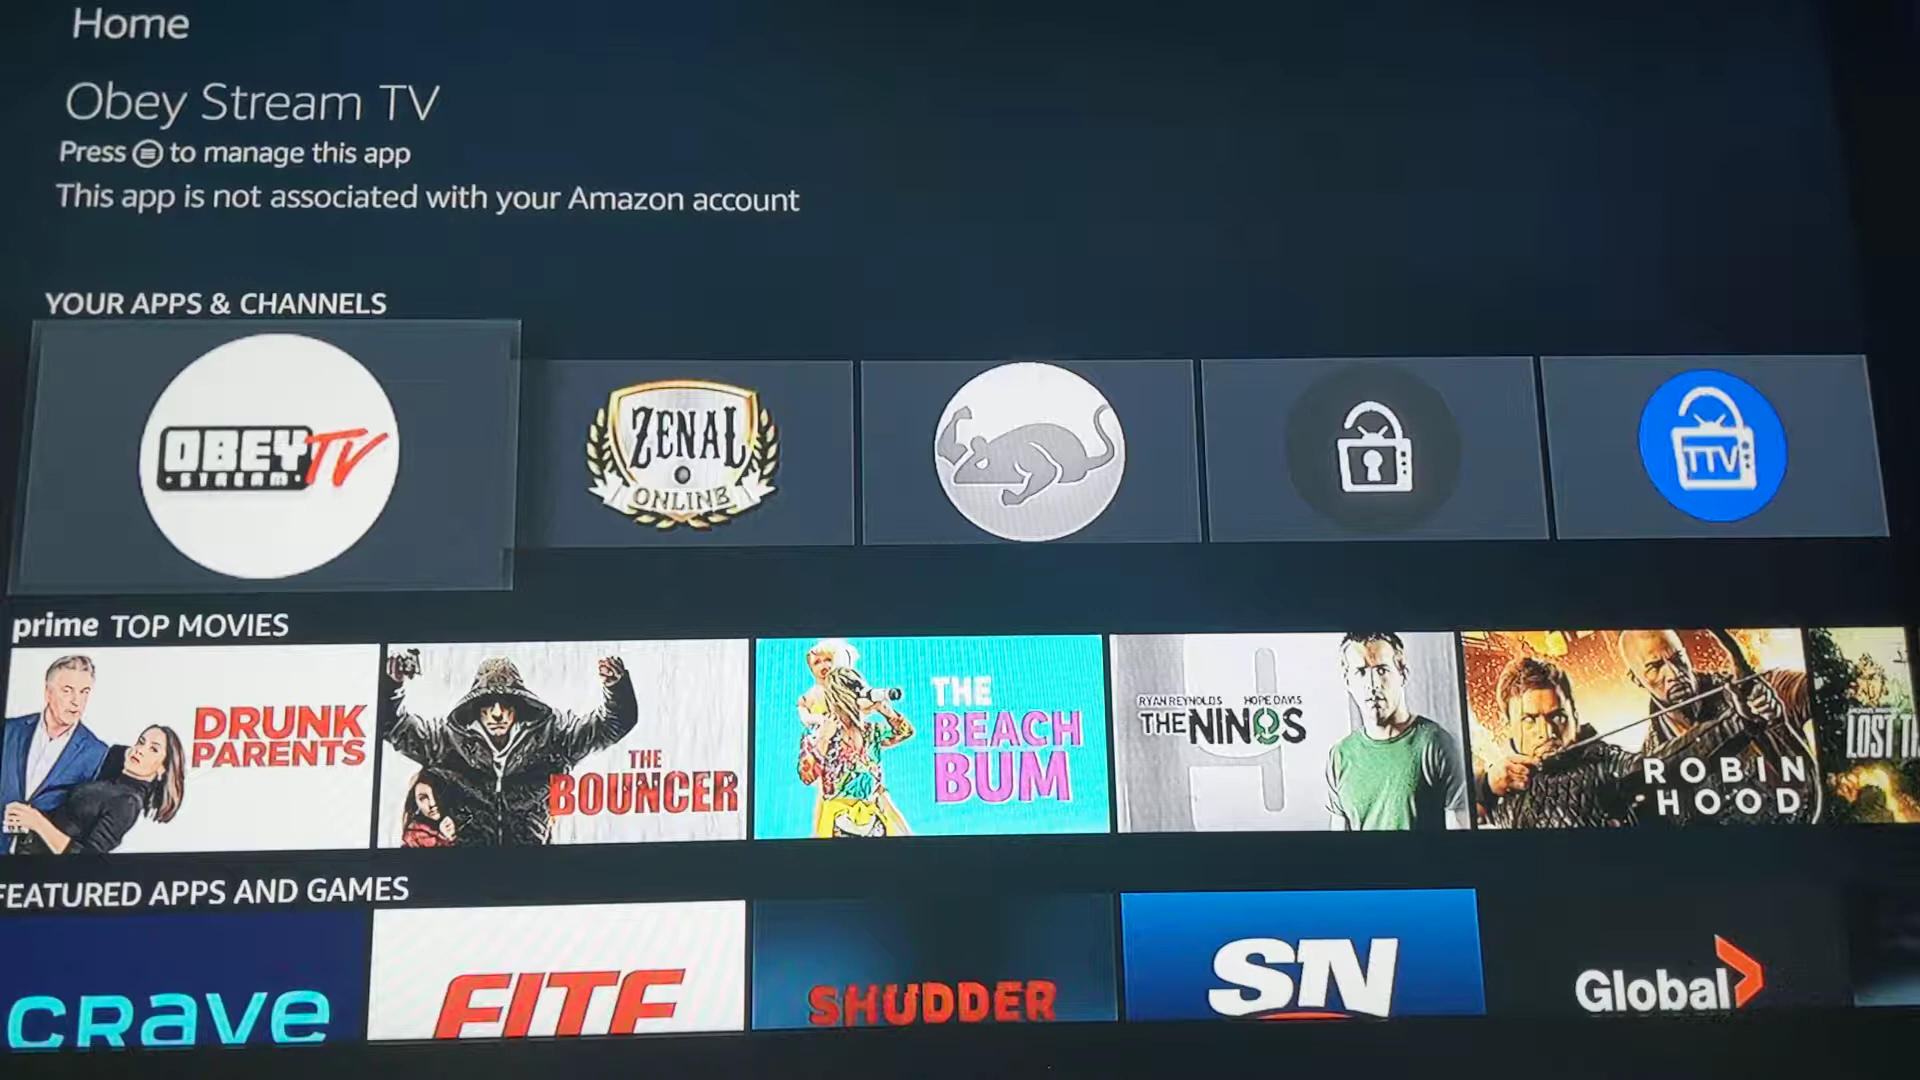 Home
Obey Stream TV
Press to manage this app
This app is not associated with your Amazon account
YOUR APPS & CHANNELS
OBEY TV
STREAM
ZENAL
ONLINE
TTV
prime TOP MOVIES
DRUNK
PARENTS
THE
BOUNCER
THE
BEACH
BUM
RYAN REYNOLDS HOPE DAVIS
THE NINES
ROBIN
HOOD
LOST
FEATURED APPS AND GAMES
CRAVE
FITE
SHUDDER
SN
Global